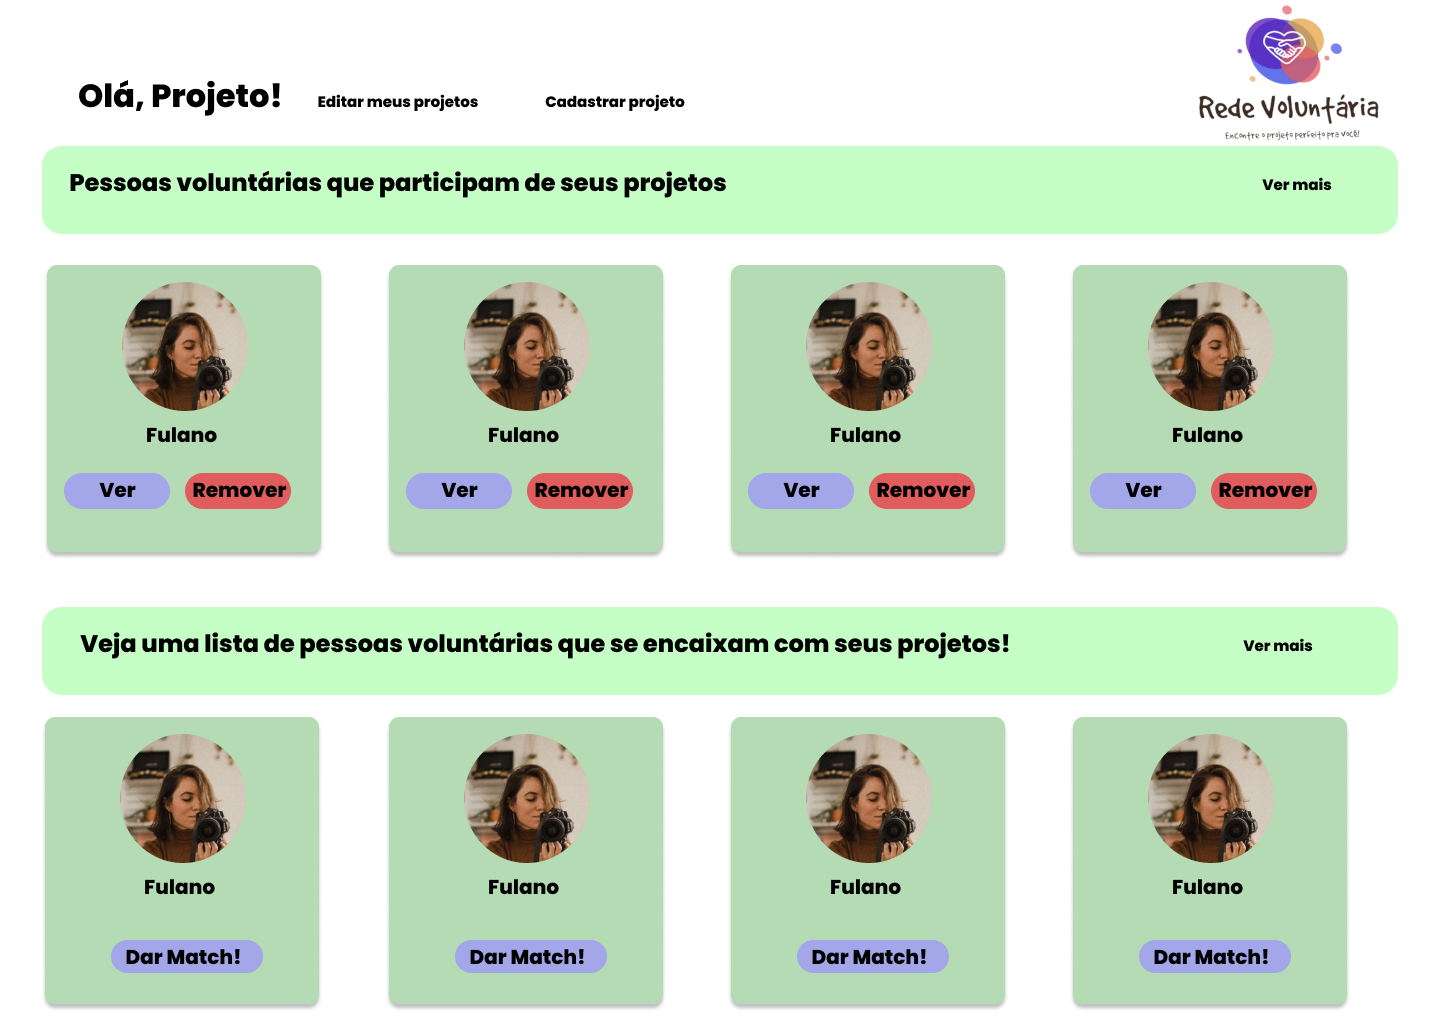 Rede Voluntária
Encontre o projeto perfeito pra você!
Olá, Projeto!
Editar meus projetos
Cadastrar projeto
Pessoas voluntárias que participam de seus projetos
Ver mais
Fulano
Fulano
Fulano
Fulano
Ver
Remover
Ver
Remover
Ver
Remover
Ver
Remover
Veja uma lista de pessoas voluntárias que se encaixam com seus projetos!
Ver mais
Fulano
Fulano
Fulano
Fulano
Dar Match!
Dar Match!
Dar Match!
Dar Match!